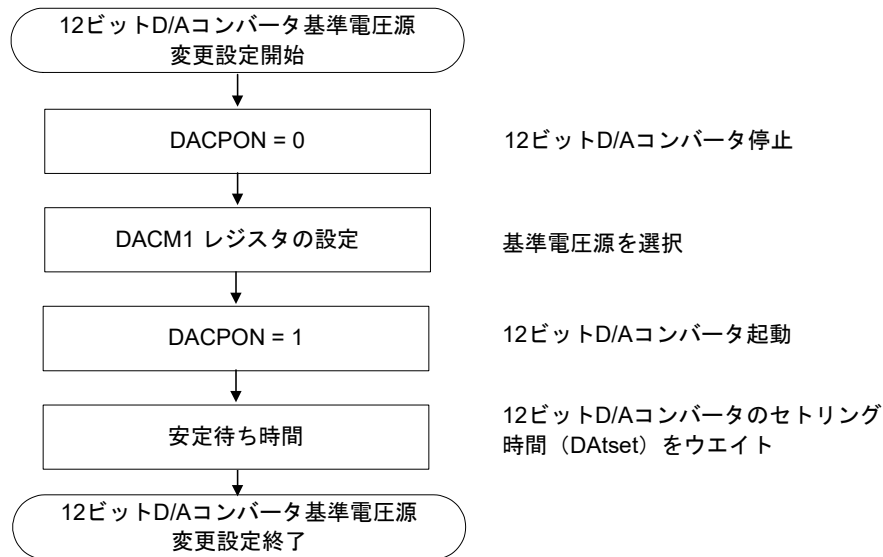 12ビットD/Aコンバータ基準電圧源
変更設定開始
DACPON = 0
12ビットD/Aコンバータ停止
DACM1 レジスタの設定
基準電圧源を選択
DACPON = 1
12ビットD/Aコンバータ起動
安定待ち時間
12ビットD/Aコンバータのセトリング
時間（DAtset）をウエイト
12ビットD/Aコンバータ基準電圧源
変更設定終了